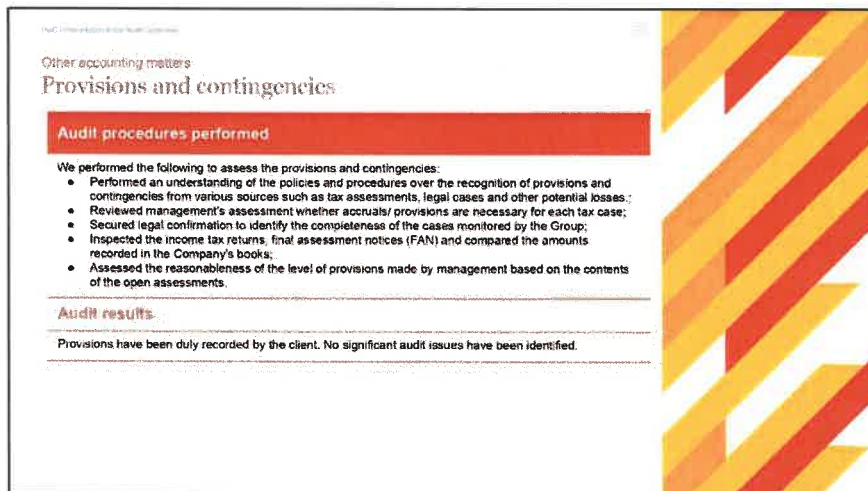 Other accounting matters
Provisions and contingencies
Audit procedures performed
We performed the following to assess the provisions and contingencies:
● Performed an understanding of the policies and procedures over the recognition of provisions and
contingencies from various sources such as tax assessments, legal cases and other potential losses.;
● Reviewed management's assessment whether accruals/ provisions are necessary for each tax case;
● Secured legal confirmation to identify the completeness of the cases monitored by the Group;
● Inspected the income tax returns, final assessment notices (FAN) and compared the amounts
recorded in the Company's books;
● Assessed the reasonableness of the level of provisions made by management based on the contents
of the open assessments.
Audit results
Provisions have been duly recorded by the client. No significant audit issues have been identified.